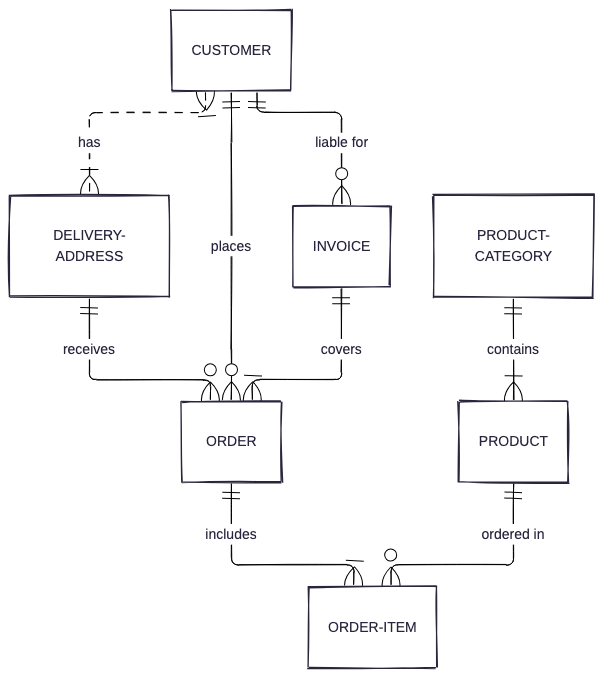 CUSTOMER
has
liable for
DELIVERY-
ADDRESS
places
INVOICE
PRODUCT-
CATEGORY
receives
covers
contains
ORDER
PRODUCT
includes
ordered in
ORDER-ITEM